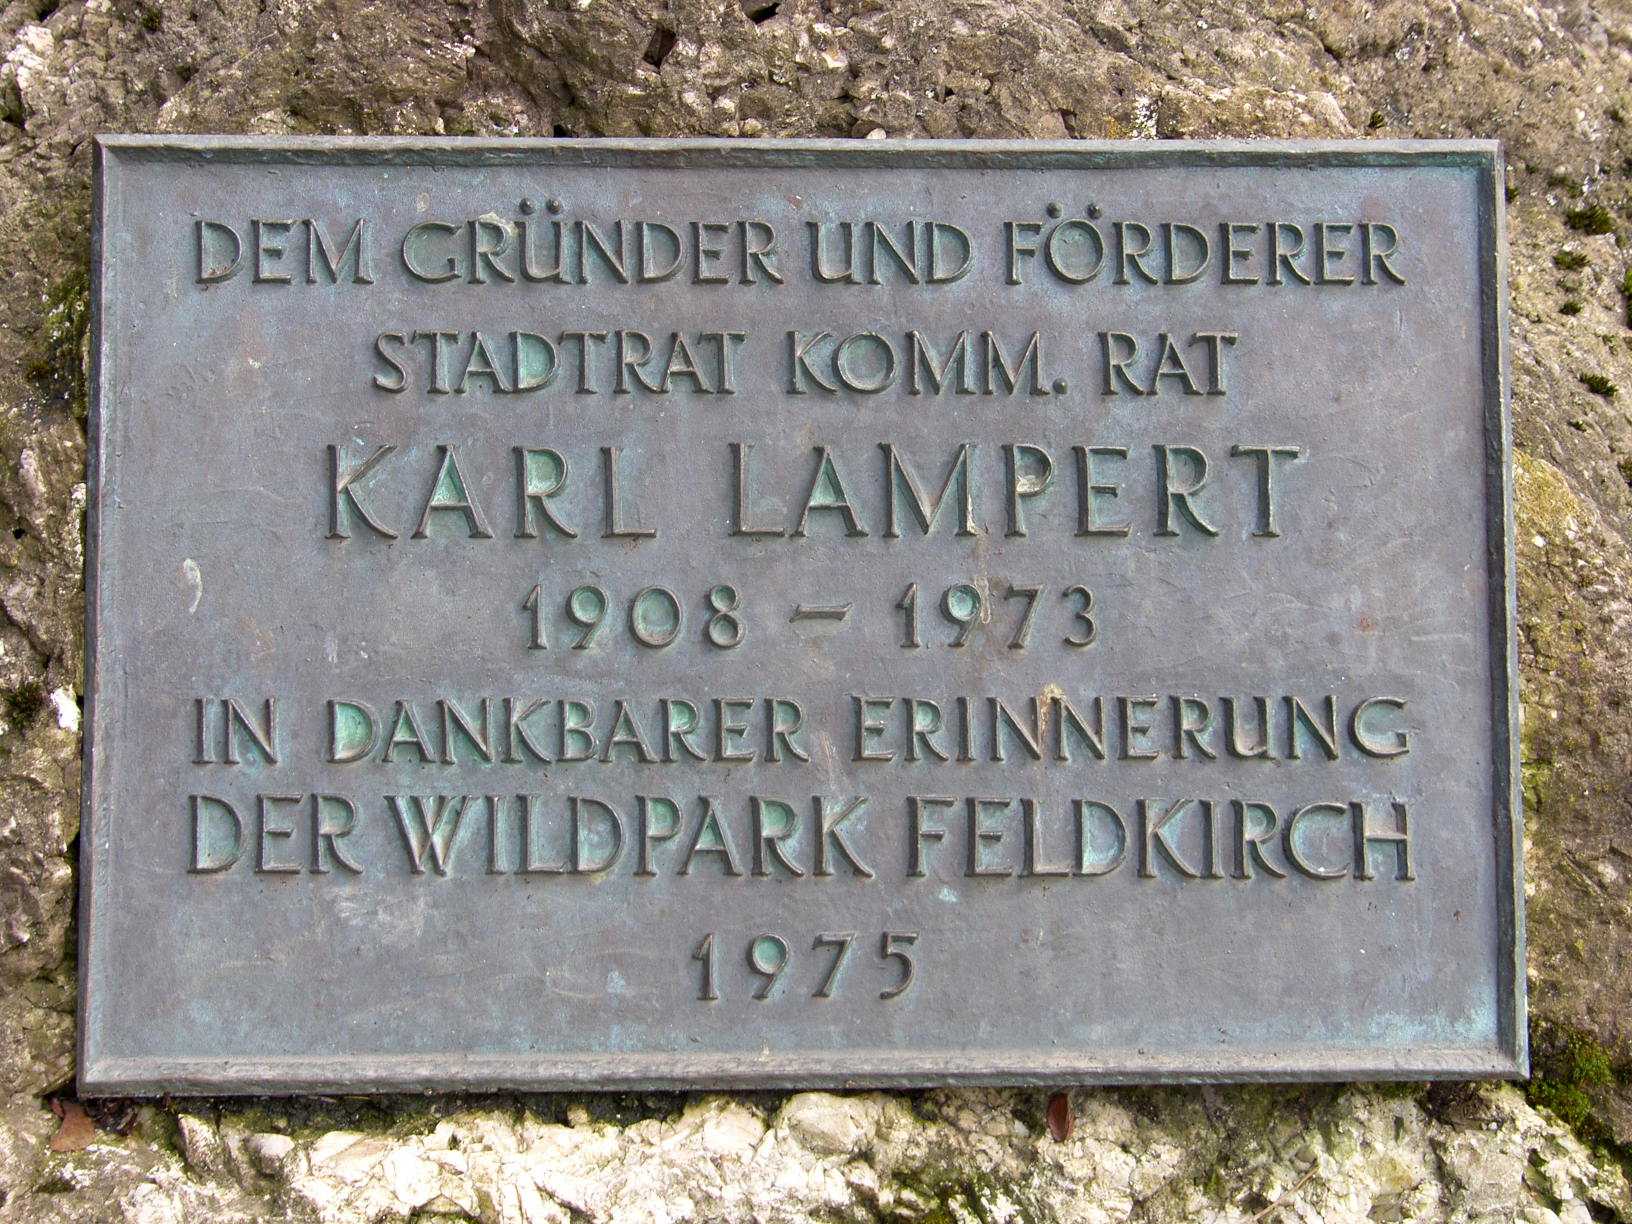 DEM GRÜNDER UND FÖRDERER
STADTRAT KOMM. RAT
KARL LAMPERT
1908 – 1973
IN DANKBARER ERINNERUNG
DER WILDPARK FELDKIRCH
1975